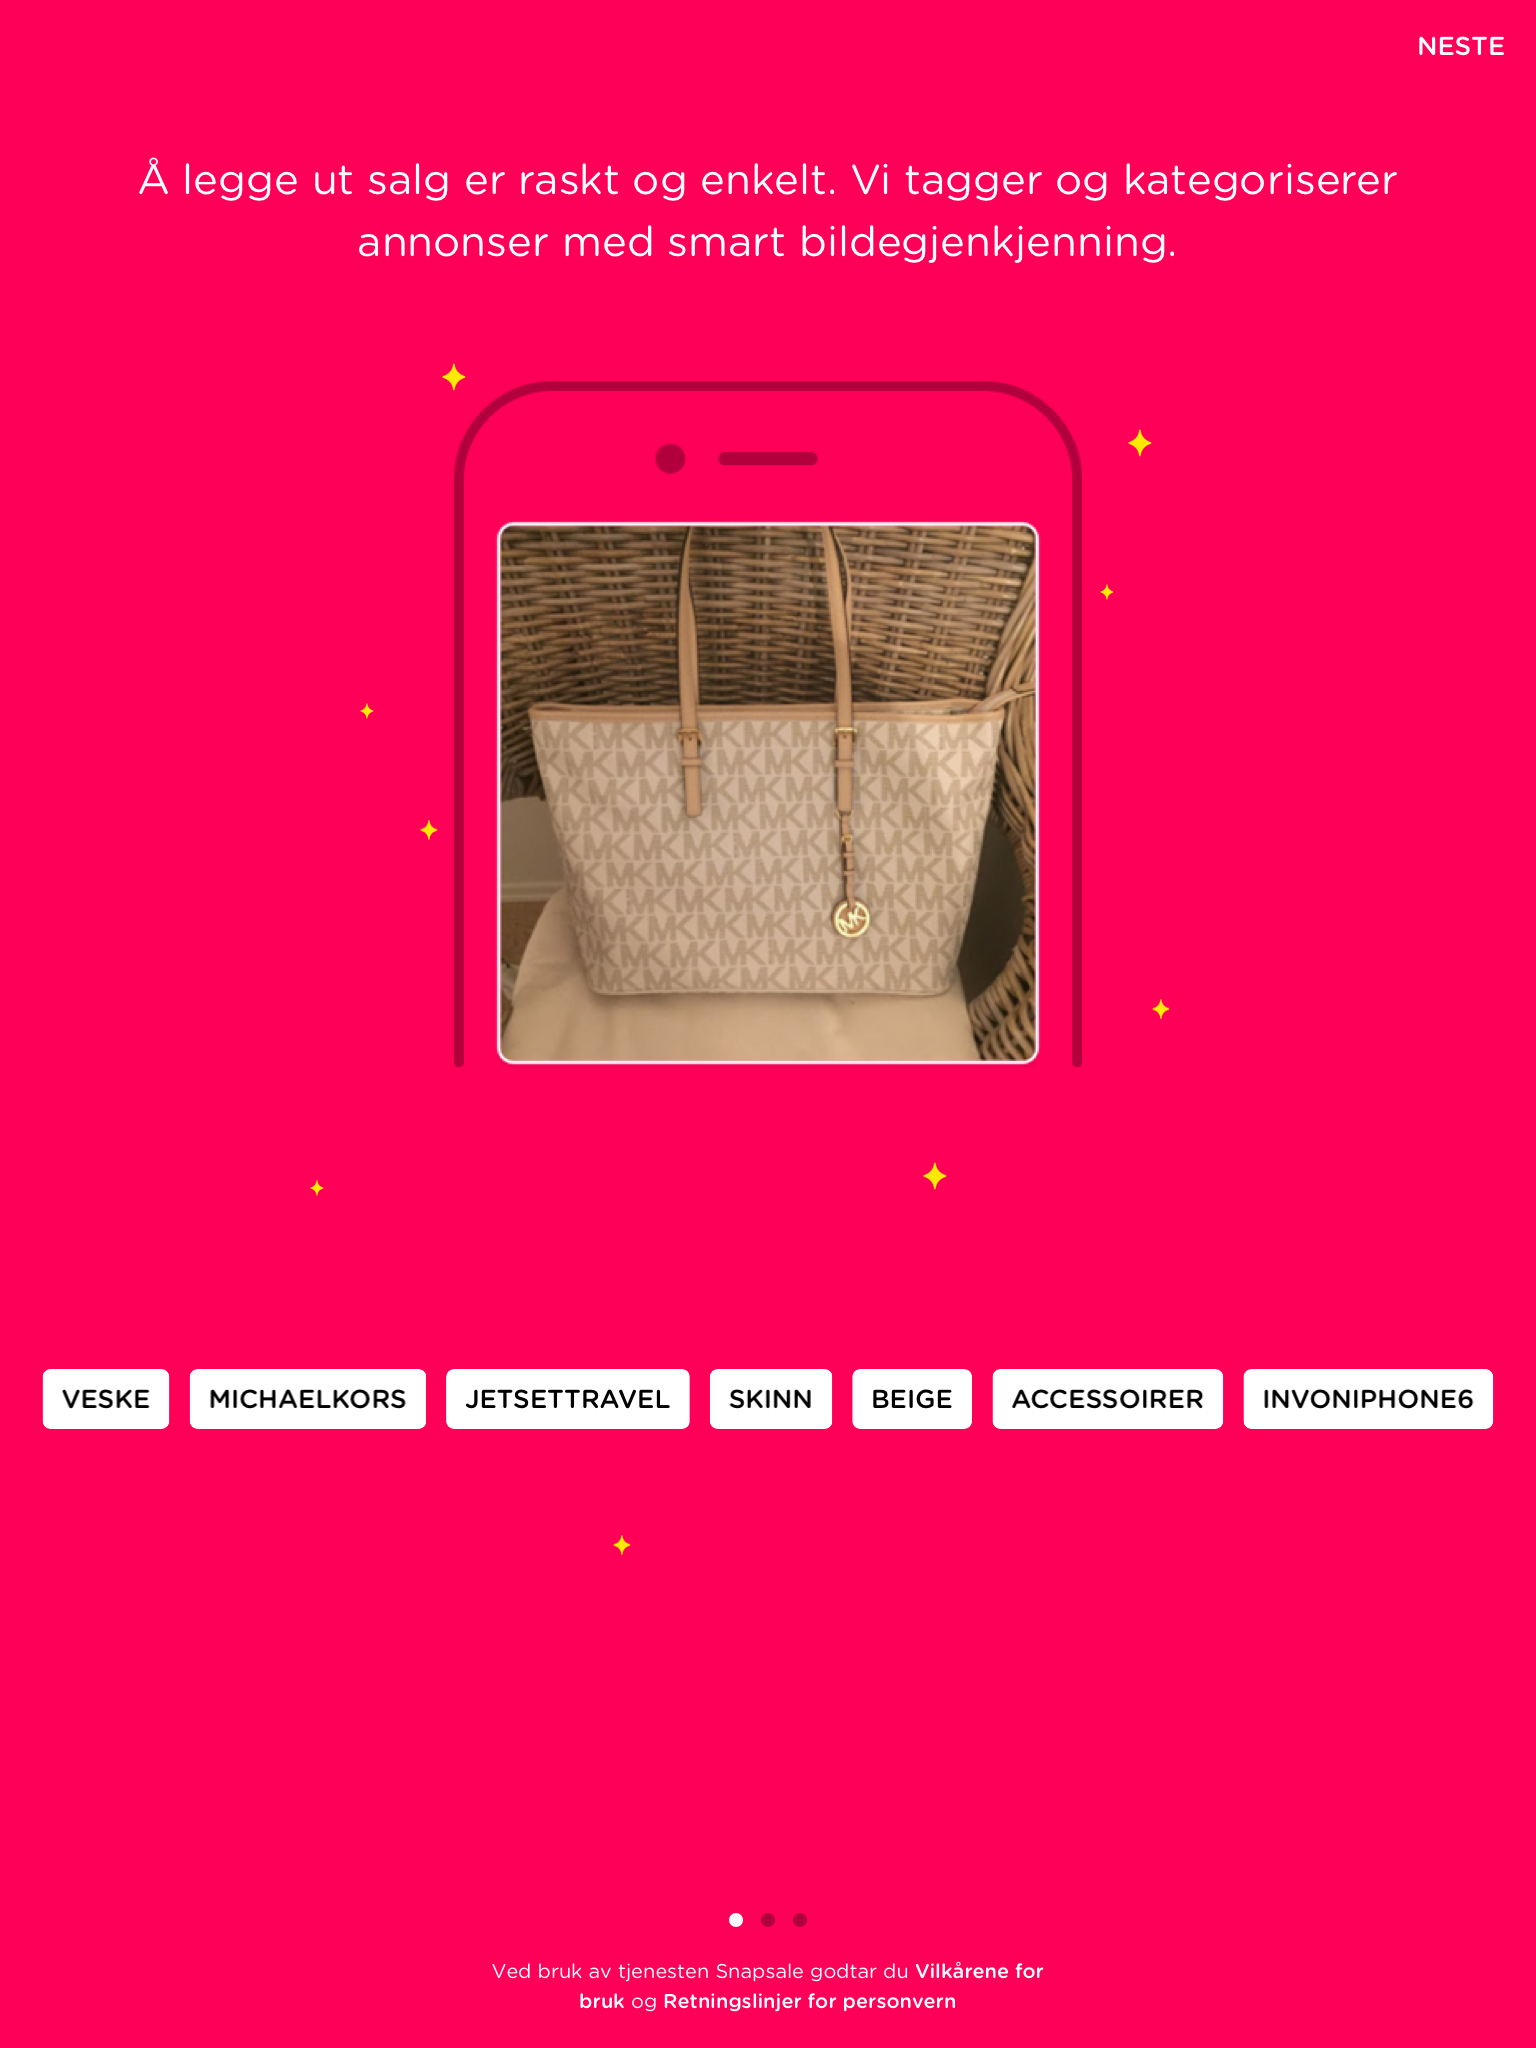 NESTE
Å legge ut salg er raskt og enkelt. Vi tagger og kategoriserer
annonser med smart bildegjenkjenning.
MK
VESKE MICHAELKORS JETSETTRAVEL SKINN BEIGE ACCESSOIRER INVONIPHONE6
Ved bruk av tjenesten Snapsale godtar du Vilkårene for
bruk og Retningslinjer for personvern